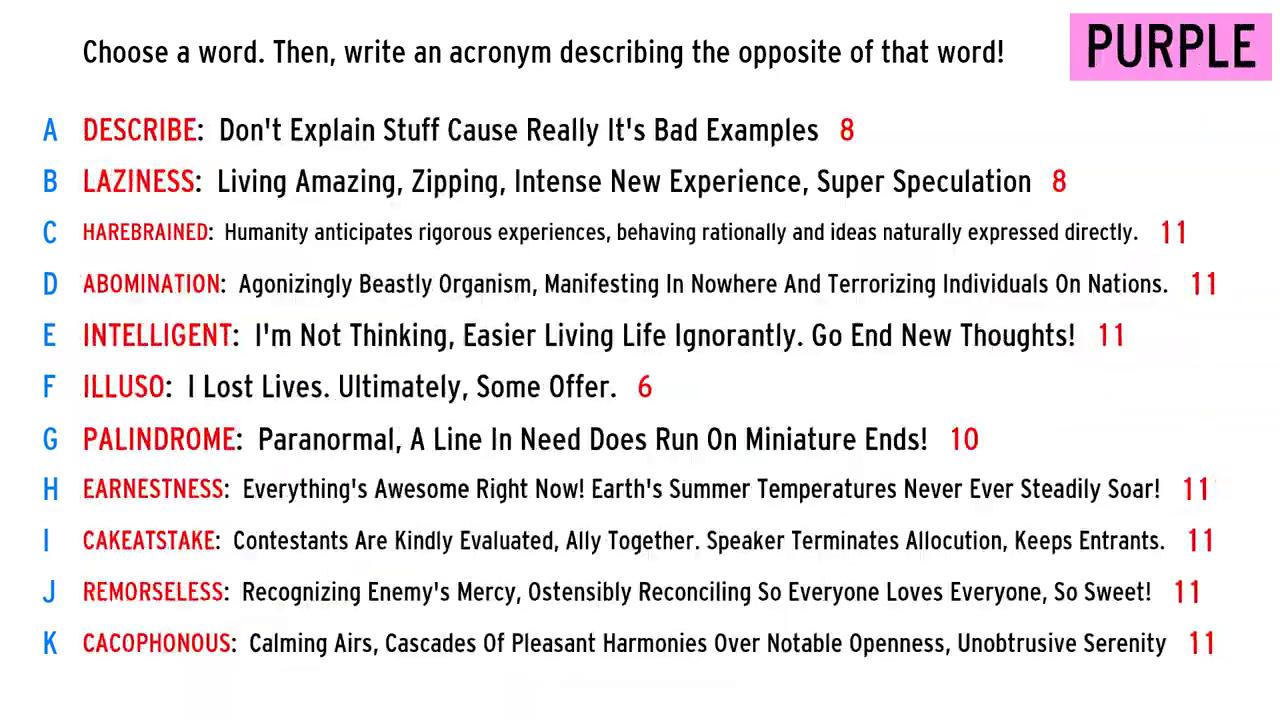 Choose a word. Then, write an acronym describing the opposite of that word!
PURPLE
A DESCRIBE: Don't Explain Stuff Cause Really It's Bad Examples 8
B LAZINESS: Living Amazing, Zipping, Intense New Experience, Super Speculation 8
C HAREBRAINED: Humanity anticipates rigorous experiences, behaving rationally and ideas naturally expressed directly. 11
D ABOMINATION: Agonizingly Beastly Organism, Manifesting In Nowhere And Terrorizing Individuals On Nations. 11
E INTELLIGENT: I'm Not Thinking, Easier Living Life Ignorantly. Go End New Thoughts! 11
F ILLUSO: I Lost Lives. Ultimately, Some Offer. 6
G PALINDROME: Paranormal, A Line In Need Does Run On Miniature Ends! 10
H EARNESTNESS: Everything's Awesome Right Now! Earth's Summer Temperatures Never Ever Steadily Soar! 11
I CAKEATSTAKE: Contestants Are Kindly Evaluated, Ally Together. Speaker Terminates Allocution, Keeps Entrants. 11
J REMORSELESS: Recognizing Enemy's Mercy, Ostensibly Reconciling So Everyone Loves Everyone, So Sweet! 11
K CACOPHONOUS: Calming Airs, Cascades Of Pleasant Harmonies Over Notable Openness, Unobtrusive Serenity 11